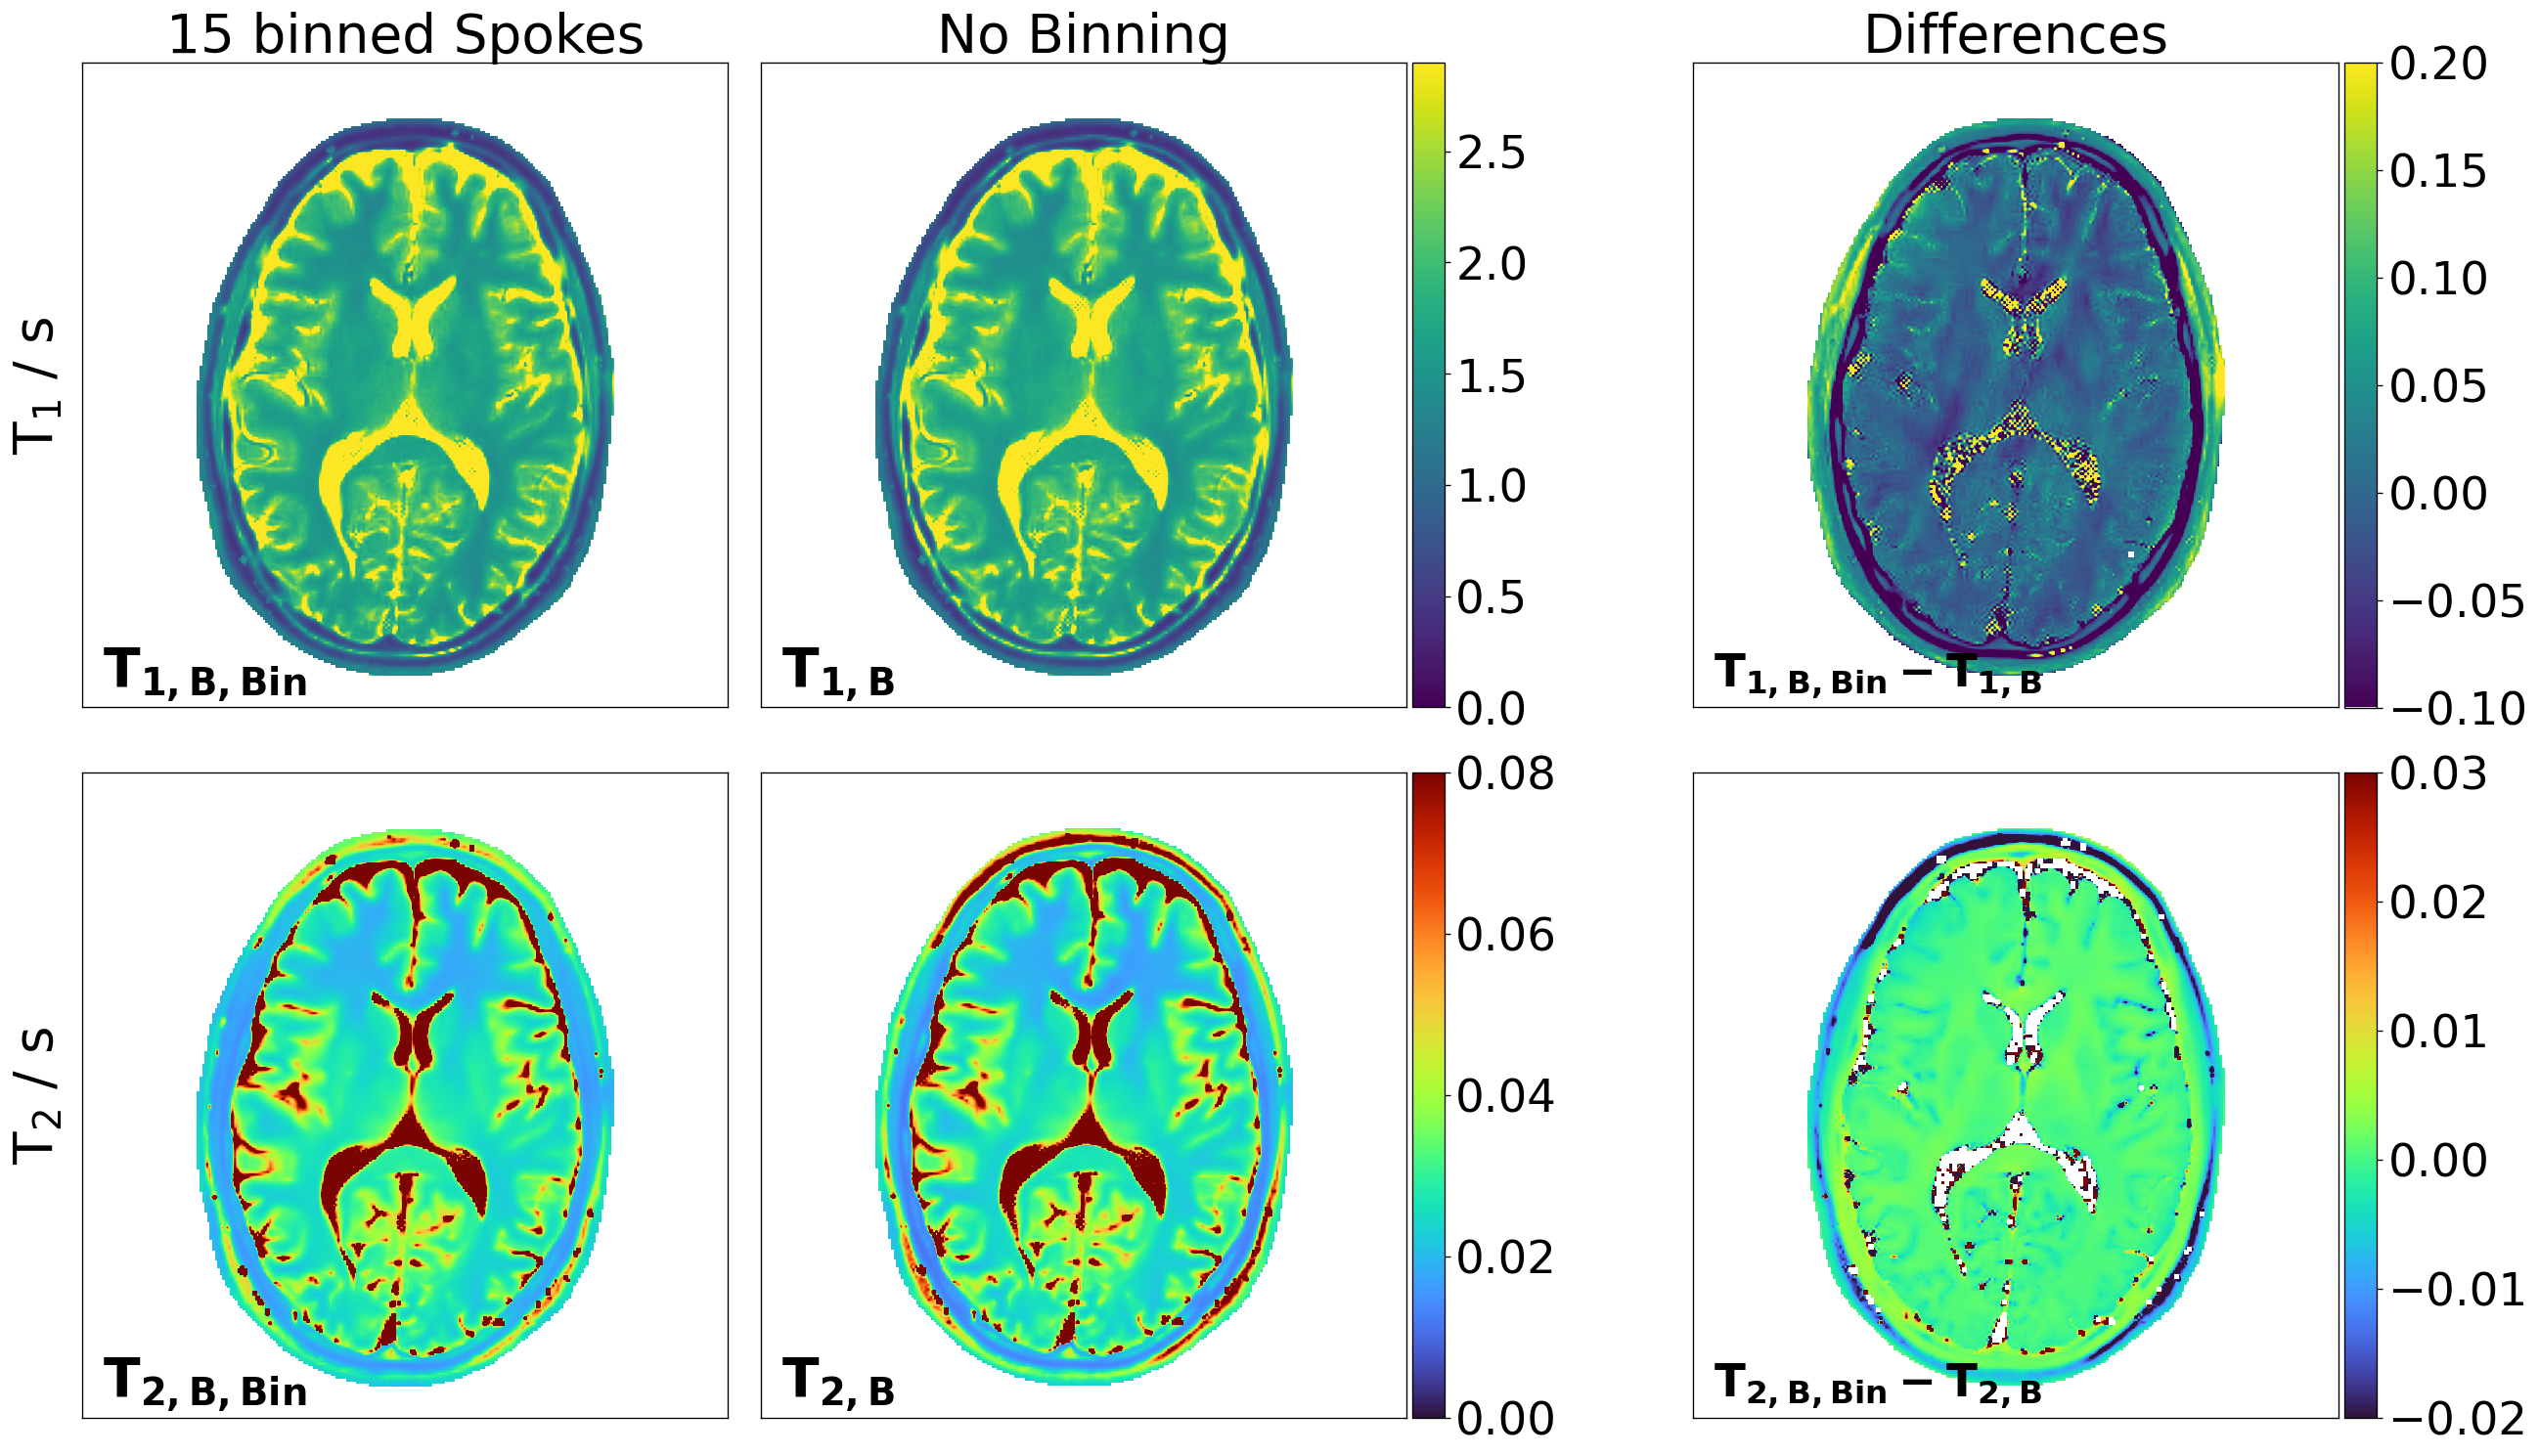 15 binned Spokes
No Binning
Differences
T₁ / s
T₁, B, Bin
T₁, B
2.5
2.0
1.5
1.0
0.5
0.0
T₁, B, Bin − T₁, B
0.20
0.15
0.10
0.05
0.00
−0.05
−0.10
T₂ / s
T₂, B, Bin
T₂, B
0.08
0.06
0.04
0.02
0.00
T₂, B, Bin − T₂, B
0.03
0.02
0.01
0.00
−0.01
−0.02